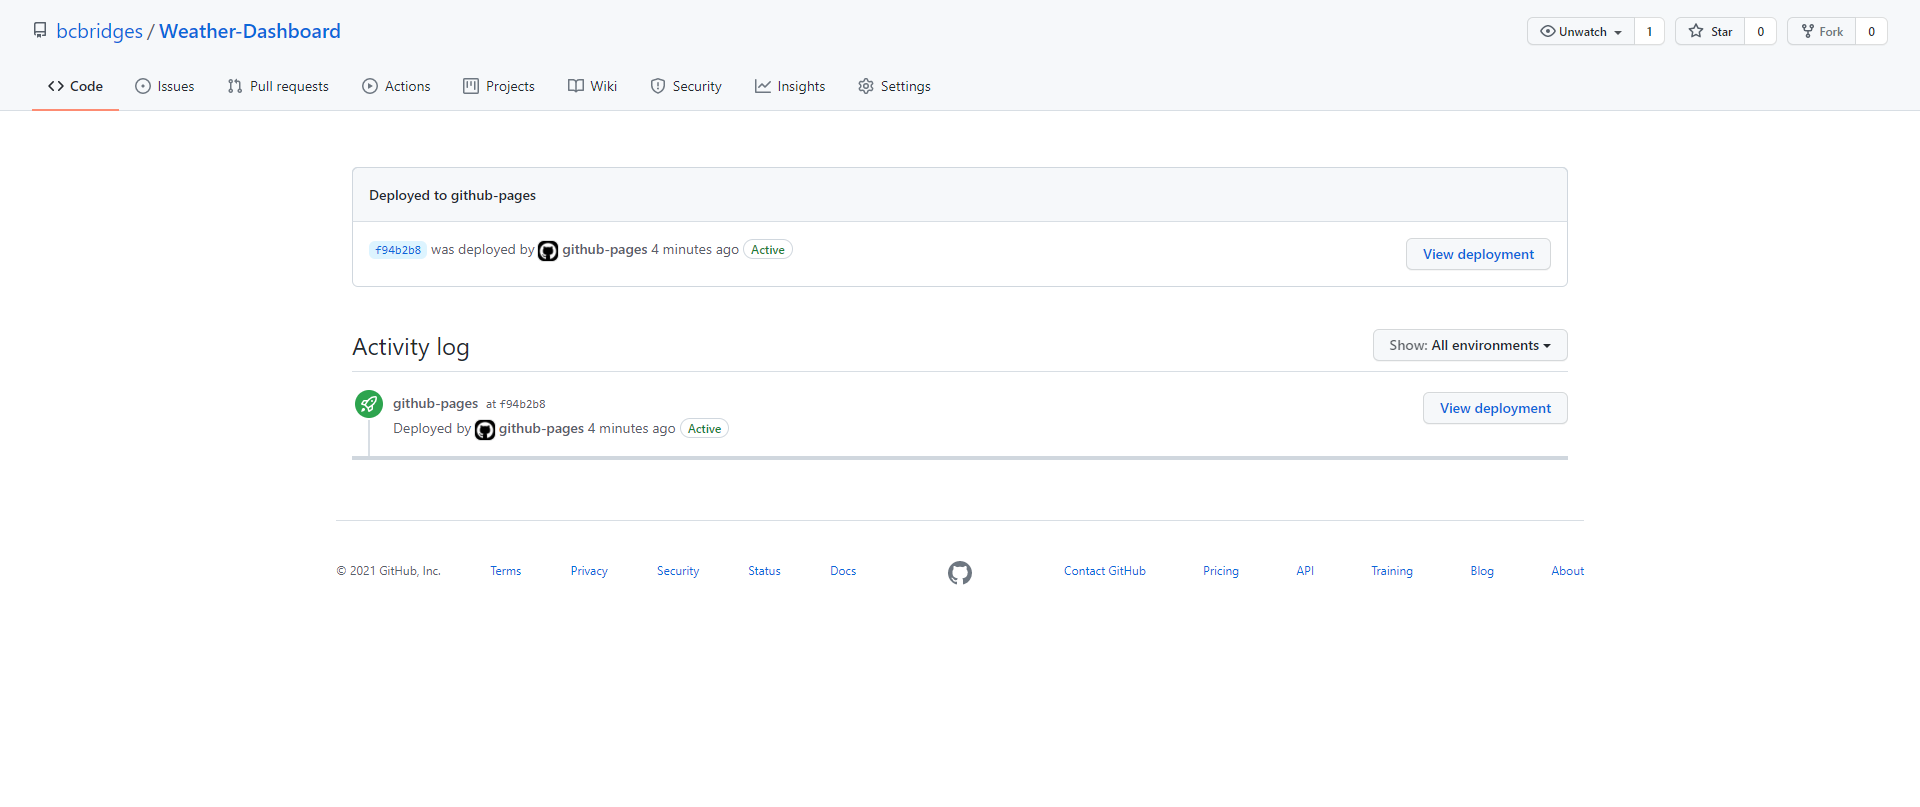 bcbridges / Weather-Dashboard
Unwatch 1 Star 0 Fork 0
Code Issues Pull requests Actions Projects Wiki Security Insights Settings
Deployed to github-pages
f94b2b8 was deployed by github-pages 4 minutes ago Active View deployment
Activity log Show: All environments
github-pages at f94b2b8 View deployment
Deployed by github-pages 4 minutes ago Active
© 2021 GitHub, Inc. Terms Privacy Security Status Docs Contact GitHub Pricing API Training Blog About